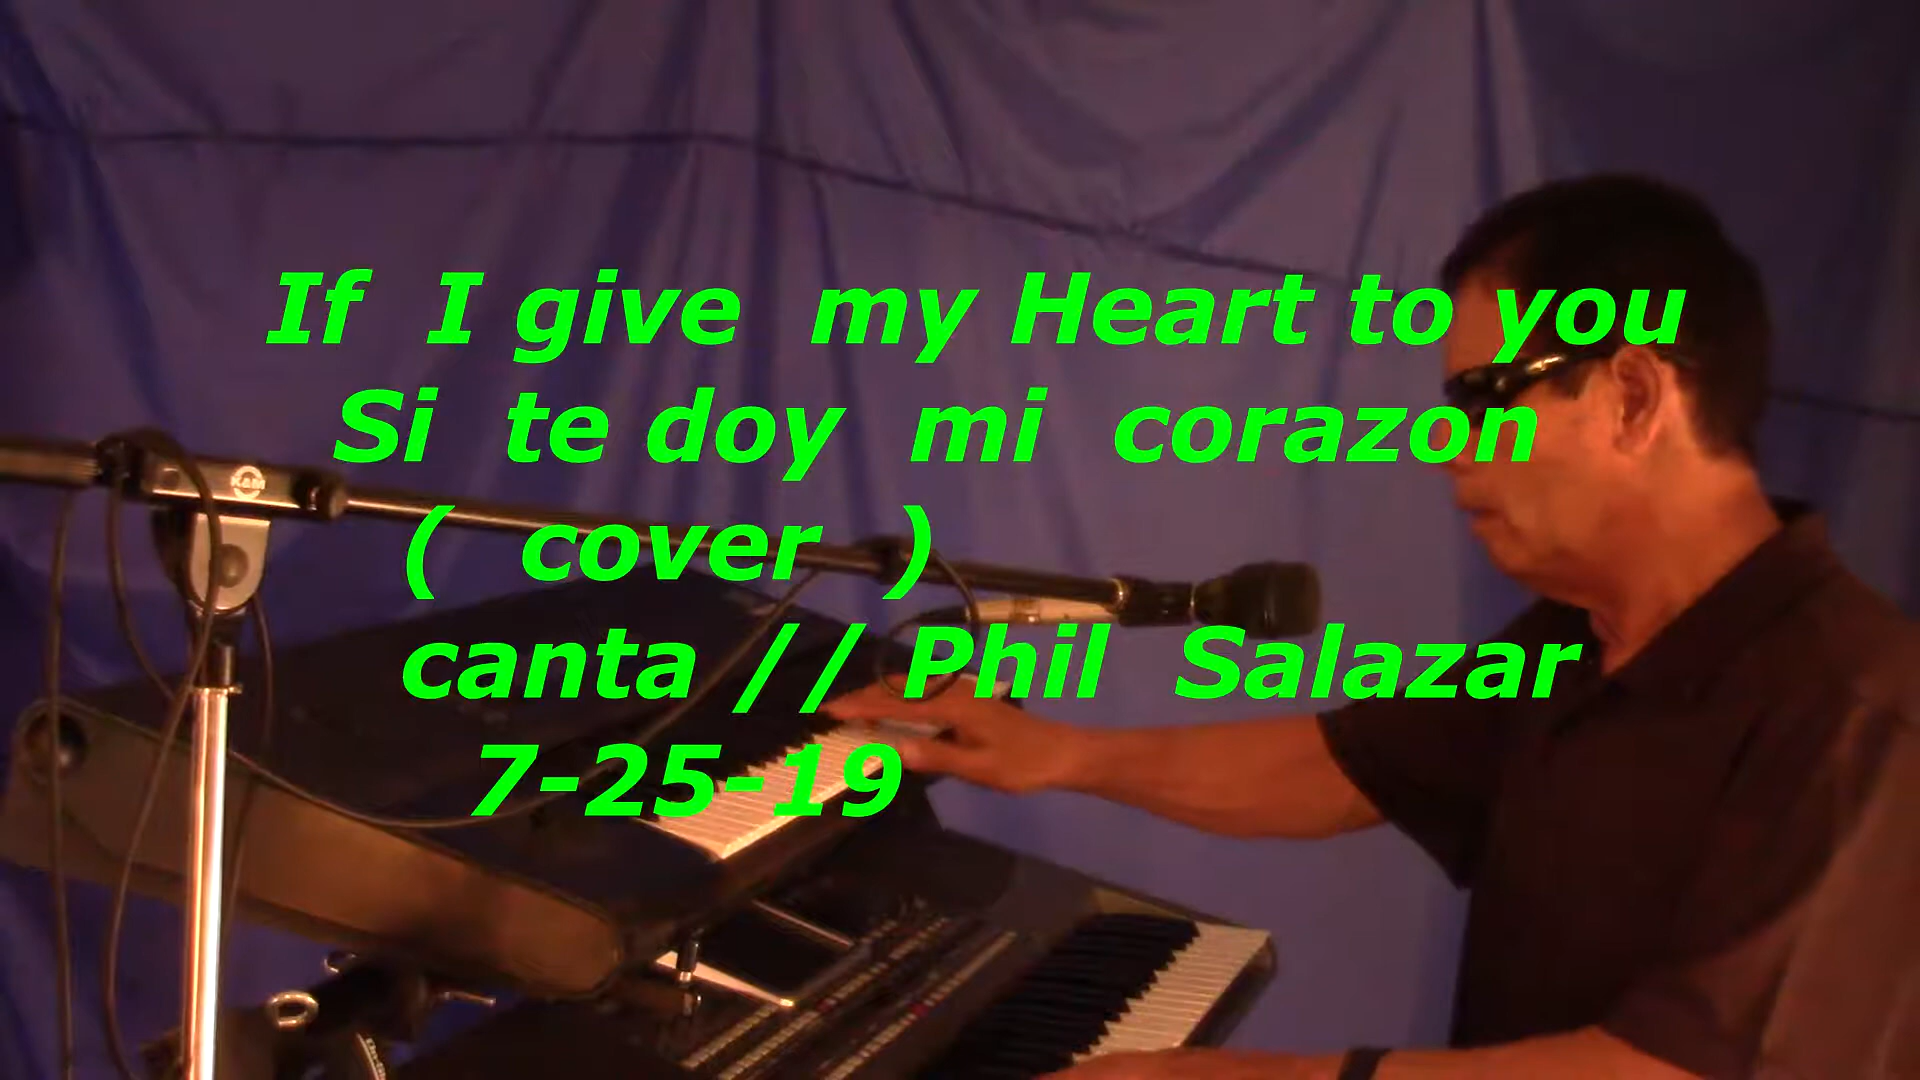 If I give my Heart to you
Si te doy mi corazon
( cover )
canta // Phil Salazar
7-25-19
K&M